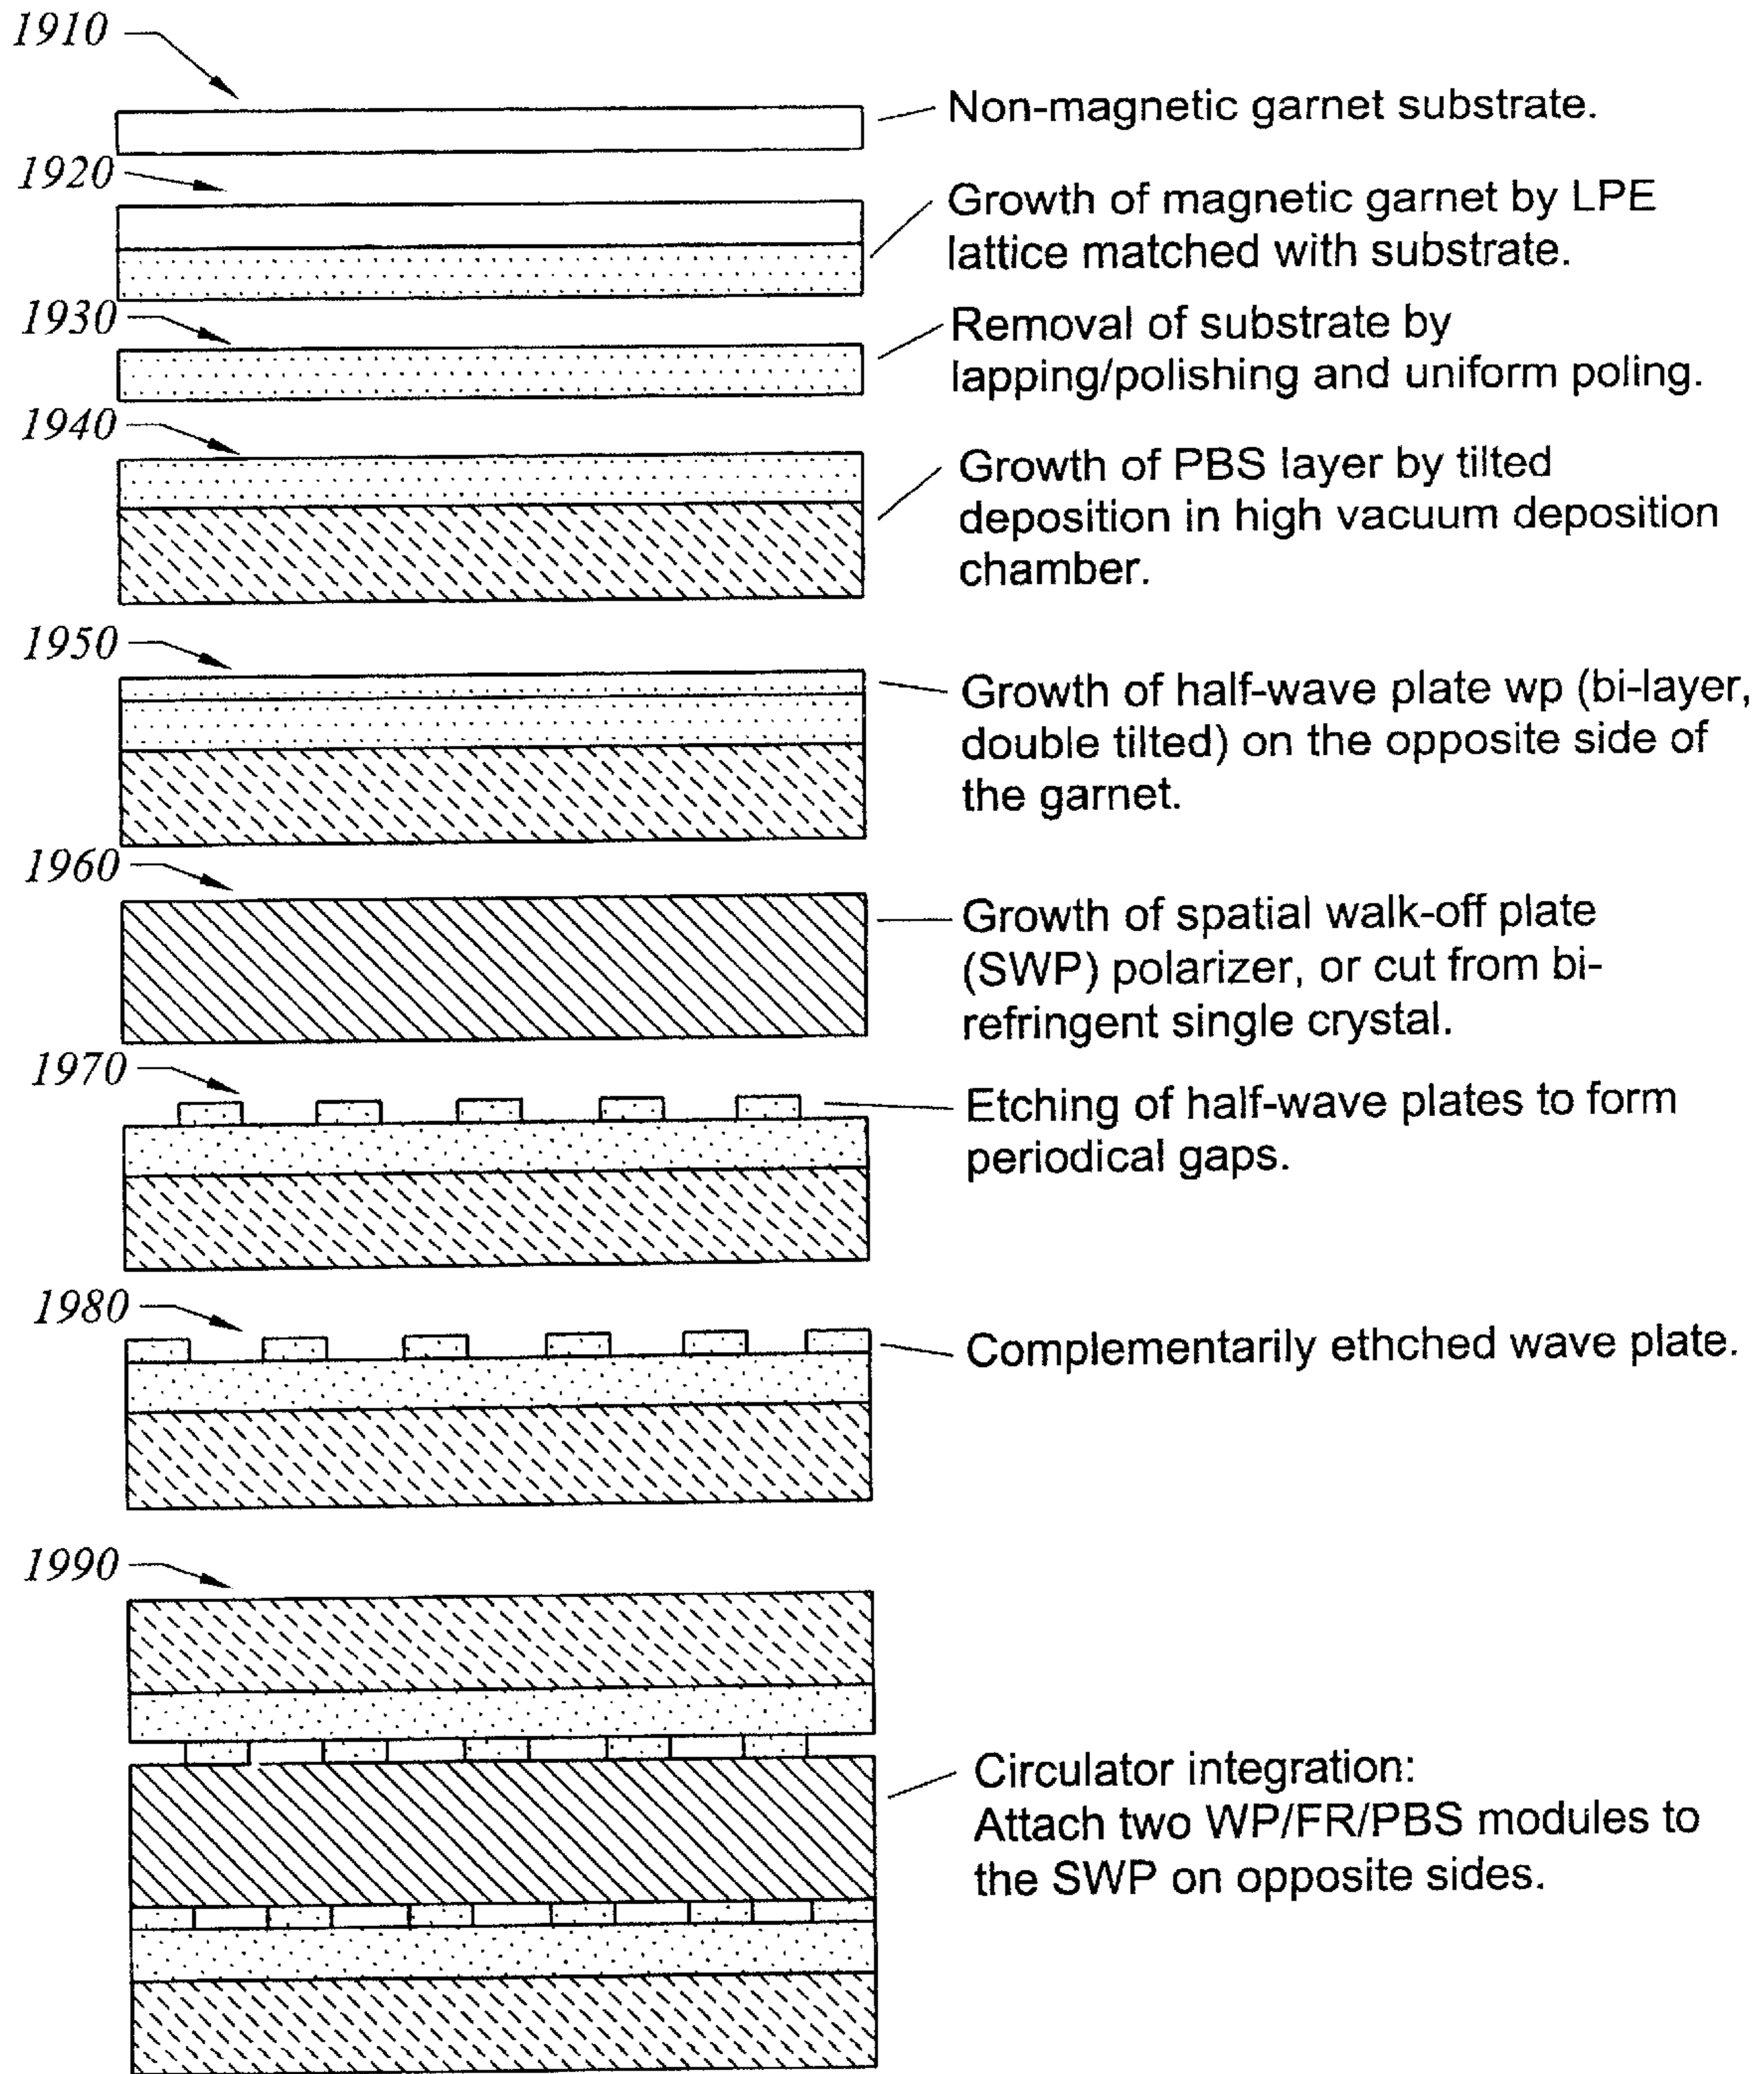 1910
Non-magnetic garnet substrate.
1920
Growth of magnetic garnet by LPE
lattice matched with substrate.
1930
Removal of substrate by
lapping/polishing and uniform poling.
1940
Growth of PBS layer by tilted
deposition in high vacuum deposition
chamber.
1950
Growth of half-wave plate wp (bi-layer,
double tilted) on the opposite side of
the garnet.
1960
Growth of spatial walk-off plate
(SWP) polarizer, or cut from bi-
refringent single crystal.
1970
Etching of half-wave plates to form
periodical gaps.
1980
Complementarily ethched wave plate.
1990
Circulator integration:
Attach two WP/FR/PBS modules to
the SWP on opposite sides.